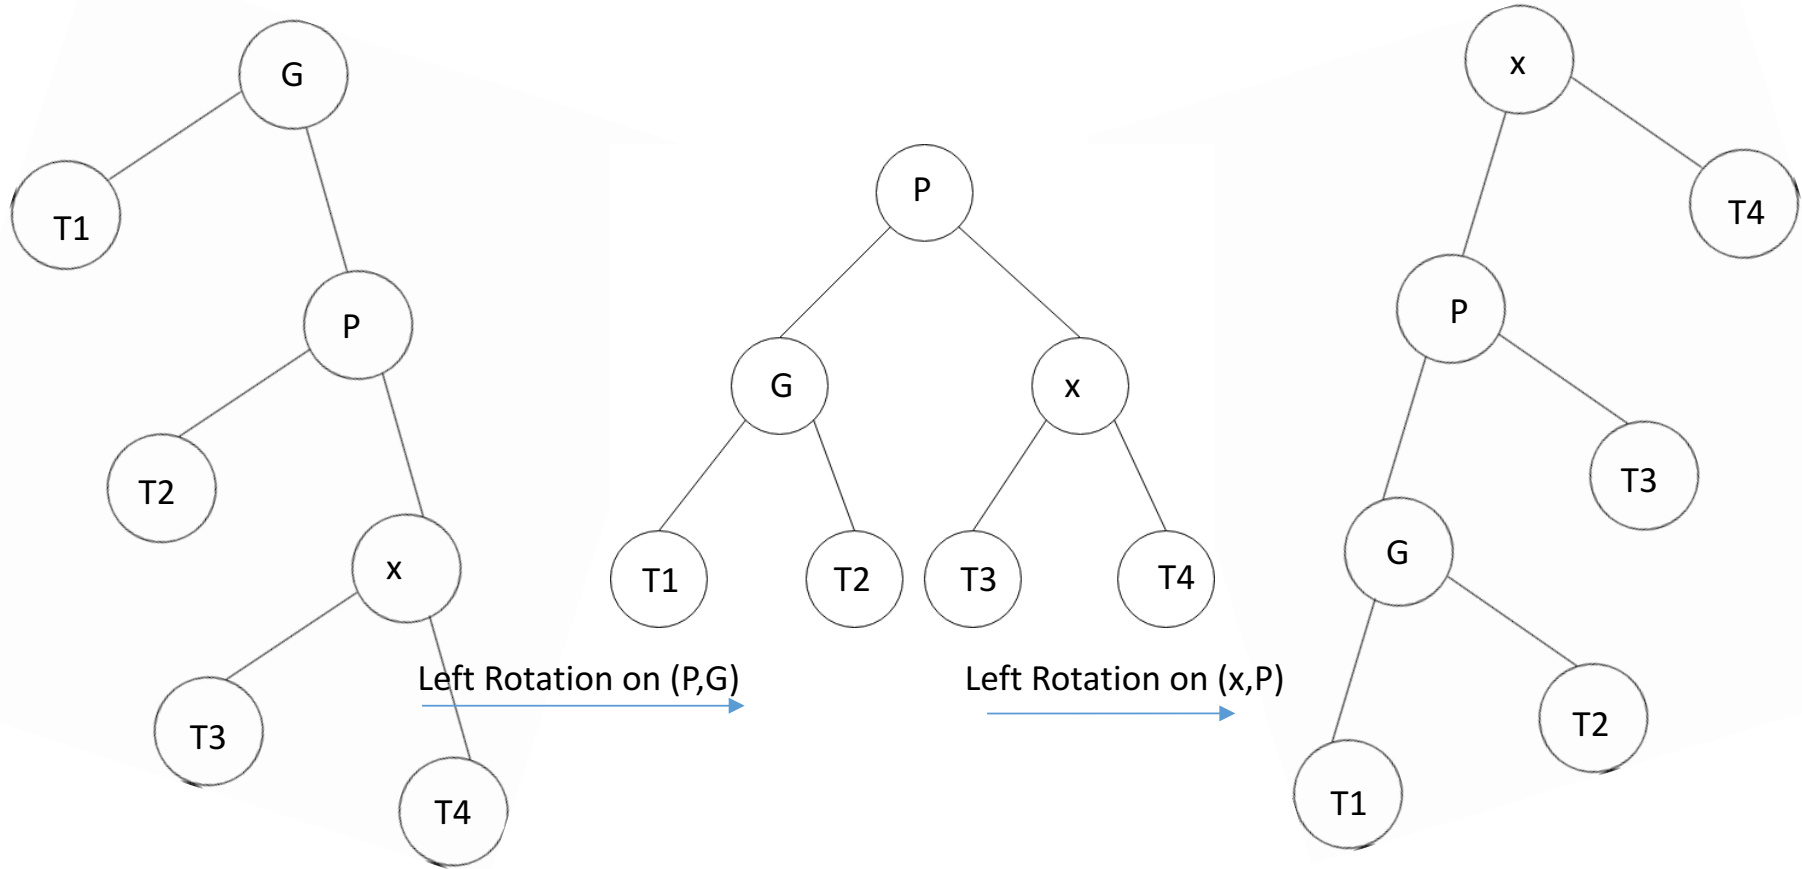 G
T1
P
T2
x
T3
T4
Left Rotation on (P,G)
P
G
x
T1
T2
T3
T4
Left Rotation on (x,P)
x
T4
P
T3
G
T2
T1